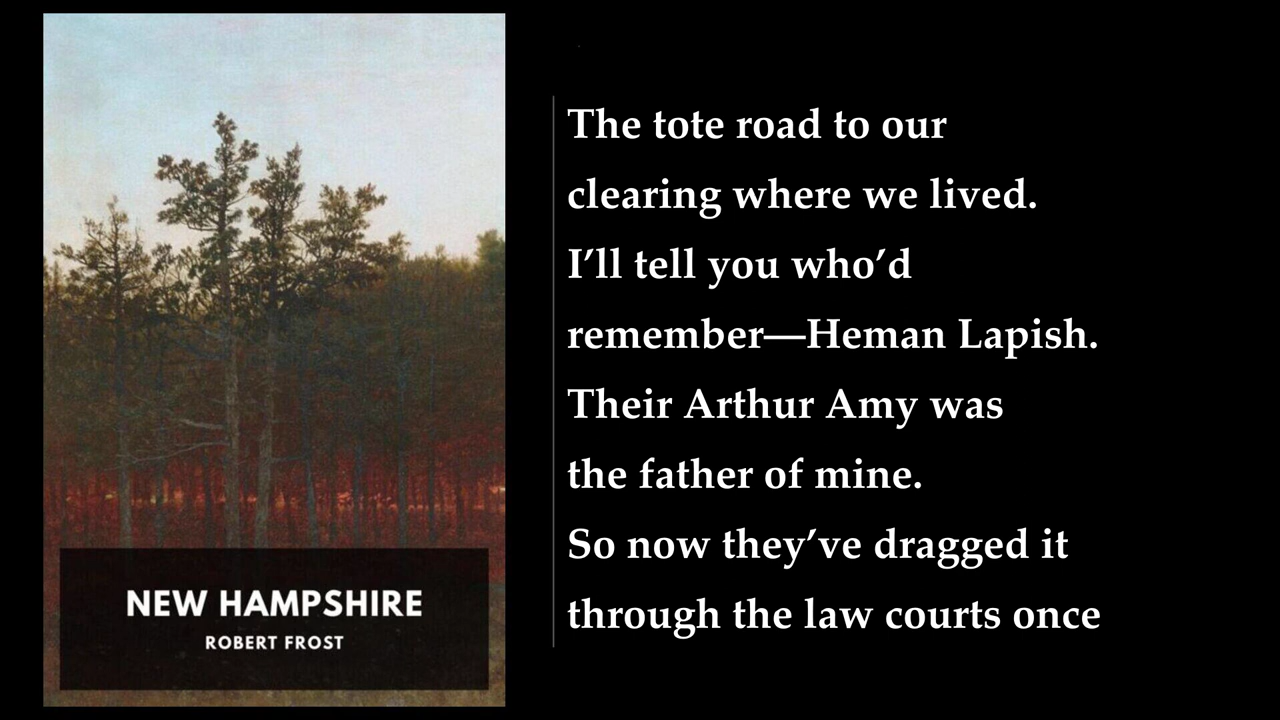 NEW HAMPSHIRE
ROBERT FROST
The tote road to our
clearing where we lived.
I’ll tell you who’d
remember—Heman Lapish.
Their Arthur Amy was
the father of mine.
So now they’ve dragged it
through the law courts once